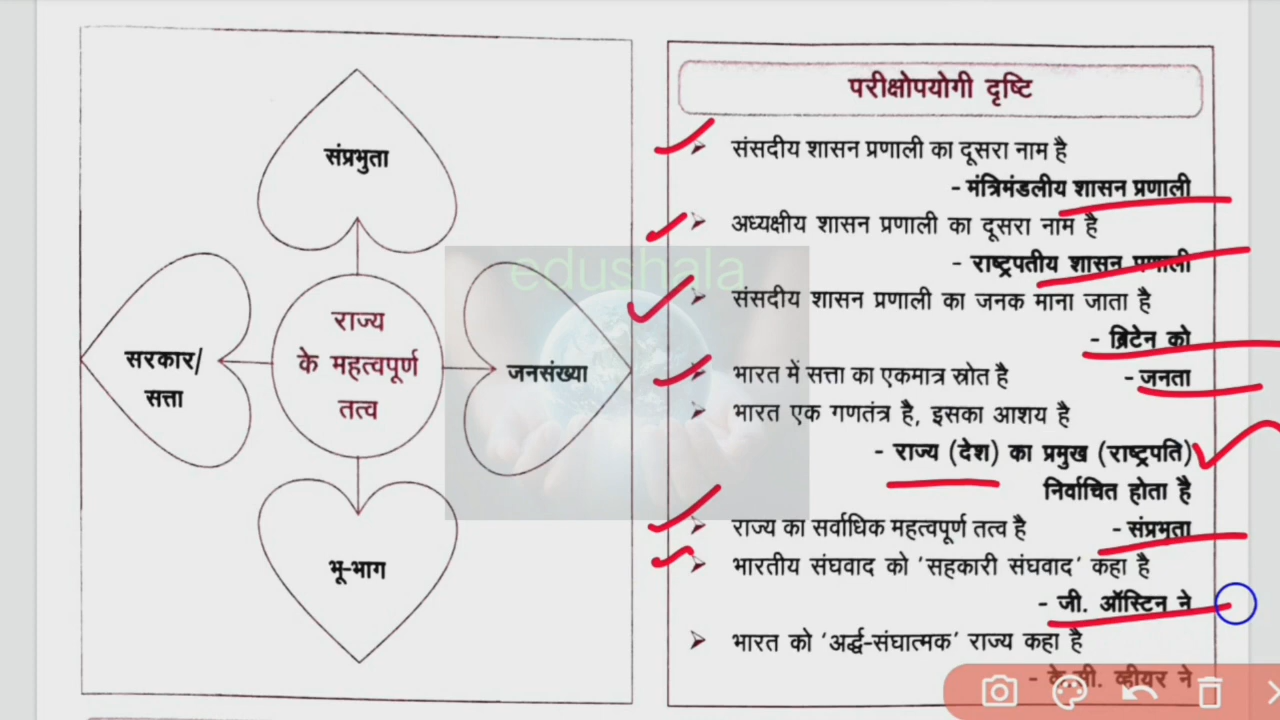 संप्रभुता
सरकार/
सत्ता
राज्य
के महत्वपूर्ण
तत्व
जनसंख्या
भू-भाग
edushala
परीक्षोपयोगी दृष्टि
संसदीय शासन प्रणाली का दूसरा नाम है
- मंत्रिमंडलीय शासन प्रणाली
अध्यक्षीय शासन प्रणाली का दूसरा नाम है
- राष्ट्रपतीय शासन प्रणाली
संसदीय शासन प्रणाली का जनक माना जाता है
- ब्रिटेन को
भारत में सत्ता का एकमात्र स्रोत है - जनता
भारत एक गणतंत्र है, इसका आशय है
- राज्य (देश) का प्रमुख (राष्ट्रपति)
निर्वाचित होता है
राज्य का सर्वाधिक महत्वपूर्ण तत्व है - संप्रभुता
भारतीय संघवाद को 'सहकारी संघवाद' कहा है
- जी. ऑस्टिन ने
भारत को 'अर्द्ध-संघात्मक' राज्य कहा है
- के.सी. व्हीयर ने